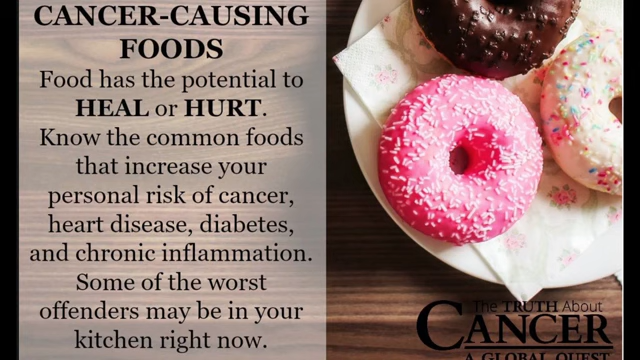 CANCER-CAUSING
FOODS
Food has the potential to
HEAL or HURT.
Know the common foods
that increase your
personal risk of cancer,
heart disease, diabetes,
and chronic inflammation.
Some of the worst
offenders may be in your
kitchen right now.
The TRUTH About
CANCER
A GLOBAL QUEST